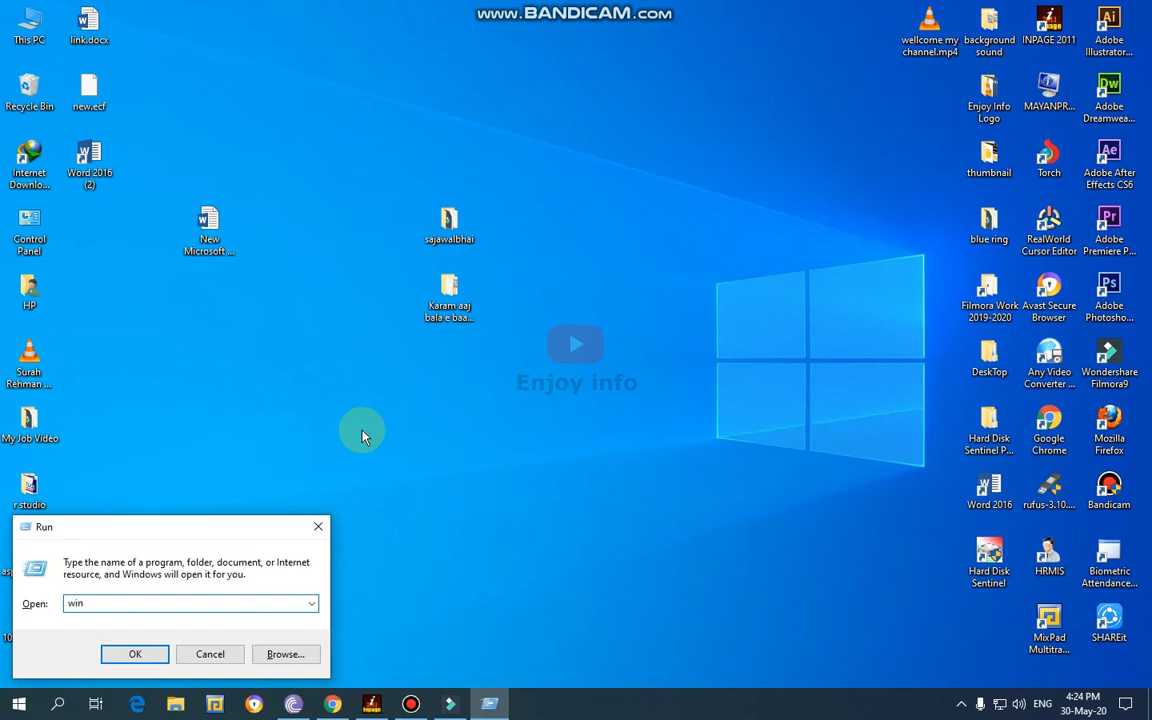 www.BANDICAM.com
This PC
link.docx
wellcome my
channel.mp4
background
sound
INPAGE 2011
Adobe
Illustrator...
Recycle Bin
new.ecf
Enjoy Info
Logo
MAYANPR...
Adobe
Dreamwea...
Internet
Downlo...
Word 2016
(2)
thumbnail
Torch
Adobe After
Effects CS6
Control
Panel
New
Microsoft ...
sajawalbhai
blue ring
RealWorld
Cursor Editor
Adobe
Premiere P...
HP
Karam aaj
bala e baa...
Filmora Work
2019-2020
Avast Secure
Browser
Adobe
Photosho...
Surah
Rehman ...
Enjoy info
DeskTop
Any Video
Converter ...
Wondershare
Filmora9
My Job Video
Hard Disk
Sentinel P...
Google
Chrome
Mozilla
Firefox
r studio
Word 2016
rufus-3.10....
Bandicam
Run
Type the name of a program, folder, document, or Internet
resource, and Windows will open it for you.
Open: win
OK Cancel Browse...
Hard Disk
Sentinel
HRMIS
Biometric
Attendance...
MixPad
Multitra...
SHAREit
ENG
4:24 PM
30-May-20